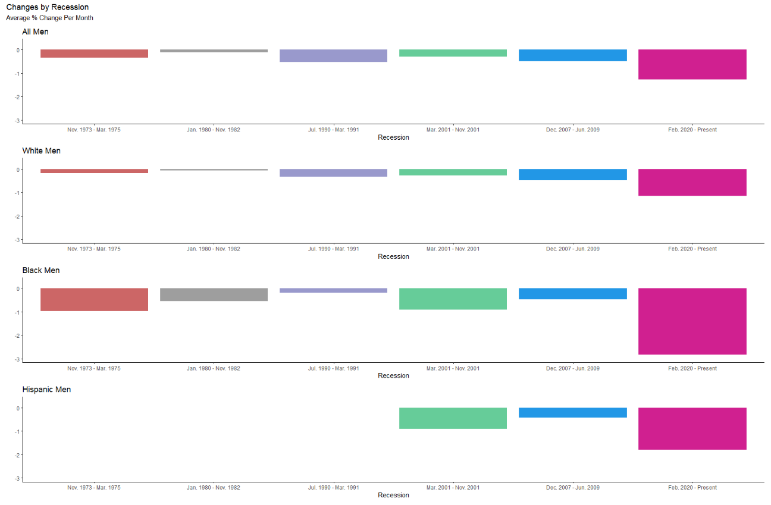 Changes by Recession
Average % Change Per Month
All Men
0
-1
-2
-3
Nov. 1973 - Mar. 1975 Jan. 1980 - Nov. 1982 Jul. 1990 - Mar. 1991 Mar. 2001 - Nov. 2001 Dec. 2007 - Jun. 2009 Feb. 2020 - Present
Recession
White Men
0
-1
-2
-3
Nov. 1973 - Mar. 1975 Jan. 1980 - Nov. 1982 Jul. 1990 - Mar. 1991 Mar. 2001 - Nov. 2001 Dec. 2007 - Jun. 2009 Feb. 2020 - Present
Recession
Black Men
0
-1
-2
-3
Nov. 1973 - Mar. 1975 Jan. 1980 - Nov. 1982 Jul. 1990 - Mar. 1991 Mar. 2001 - Nov. 2001 Dec. 2007 - Jun. 2009 Feb. 2020 - Present
Recession
Hispanic Men
0
-1
-2
-3
Nov. 1973 - Mar. 1975 Jan. 1980 - Nov. 1982 Jul. 1990 - Mar. 1991 Mar. 2001 - Nov. 2001 Dec. 2007 - Jun. 2009 Feb. 2020 - Present
Recession